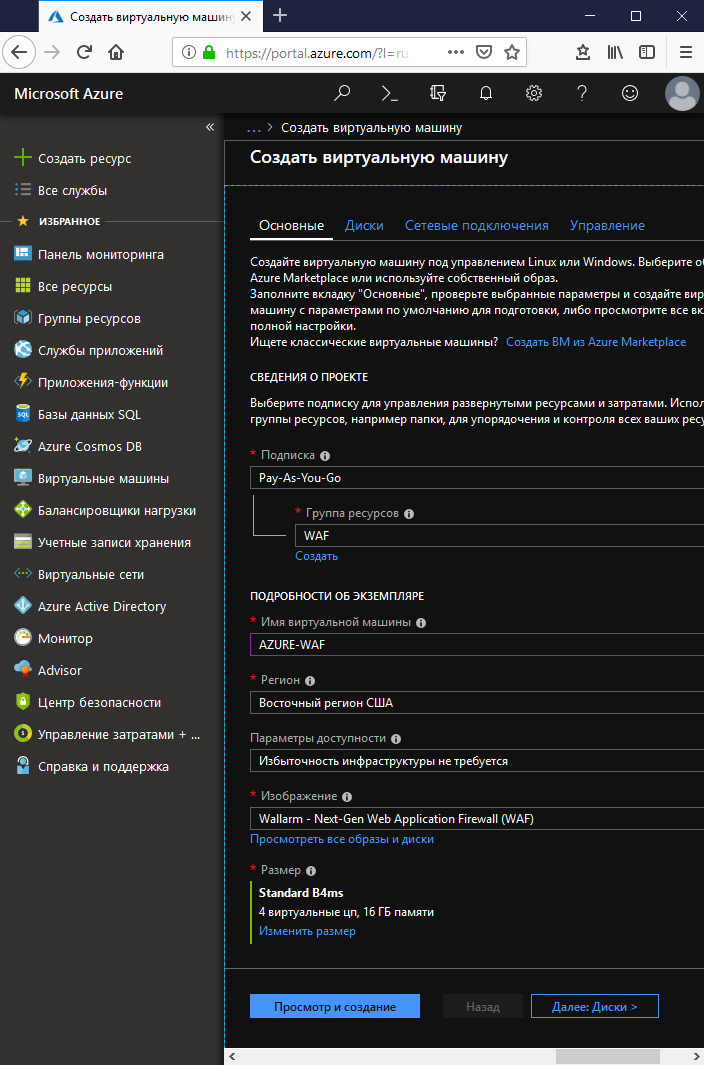 Создать виртуальную машину
https://portal.azure.com/?l=ru.
Microsoft Azure
... > Создать виртуальную машину
Создать виртуальную машину
Создать ресурс
Все службы
ИЗБРАННОЕ
Панель мониторинга
Все ресурсы
Группы ресурсов
Службы приложений
Приложения-функции
Базы данных SQL
Azure Cosmos DB
Виртуальные машины
Балансировщики нагрузки
Учетные записи хранения
Виртуальные сети
Azure Active Directory
Монитор
Advisor
Центр безопасности
Управление затратами + ...
Справка и поддержка
Основные Диски Сетевые подключения Управление
Создайте виртуальную машину под управлением Linux или Windows. Выберите об
Azure Marketplace или используйте собственный образ.
Заполните вкладку "Основные", проверьте выбранные параметры и создайте вир
машину с параметрами по умолчанию для подготовки, либо просмотрите все вк
полной настройки.
Ищете классические виртуальные машины? Создать ВМ из Azure Marketplace
СВЕДЕНИЯ О ПРОЕКТЕ
Выберите подписку для управления развернутыми ресурсами и затратами. Испол
группы ресурсов, например папки, для упорядочения и контроля всех ваших ресу
* Подписка
Pay-As-You-Go
* Группа ресурсов
WAF
Создать
ПОДРОБНОСТИ ОБ ЭКЗЕМПЛЯРЕ
* Имя виртуальной машины
AZURE-WAF
* Регион
Восточный регион США
Параметры доступности
Избыточность инфраструктуры не требуется
* Изображение
Wallarm - Next-Gen Web Application Firewall (WAF)
Просмотреть все образы и диски
* Размер
Standard B4ms
4 виртуальные цп, 16 ГБ памяти
Изменить размер
Просмотр и создание Назад Далее: Диски >